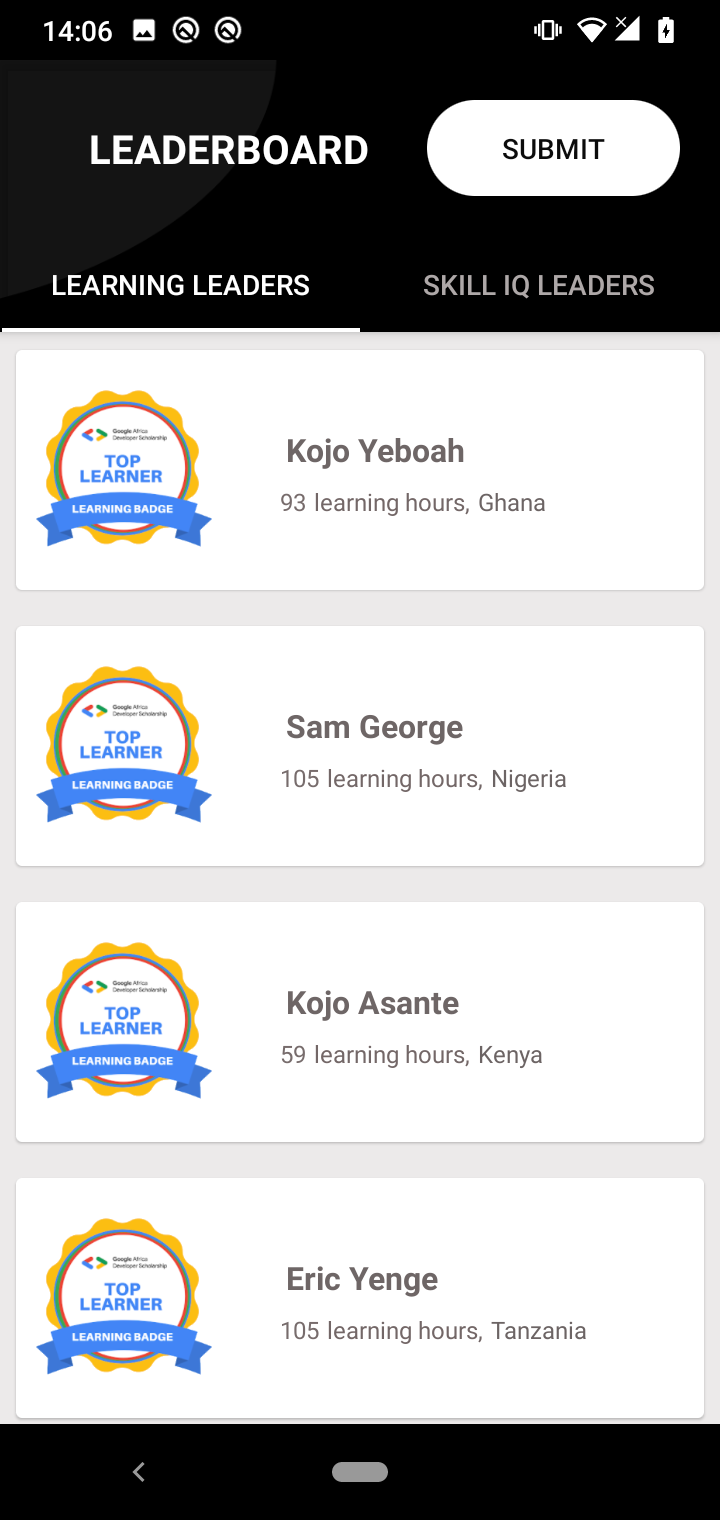 14:06
LEADERBOARD
SUBMIT
LEARNING LEADERS
SKILL IQ LEADERS
Google Africa
Developer Scholarship
TOP
LEARNER
LEARNING BADGE
Kojo Yeboah
93 learning hours, Ghana
Google Africa
Developer Scholarship
TOP
LEARNER
LEARNING BADGE
Sam George
105 learning hours, Nigeria
Google Africa
Developer Scholarship
TOP
LEARNER
LEARNING BADGE
Kojo Asante
59 learning hours, Kenya
Google Africa
Developer Scholarship
TOP
LEARNER
LEARNING BADGE
Eric Yenge
105 learning hours, Tanzania